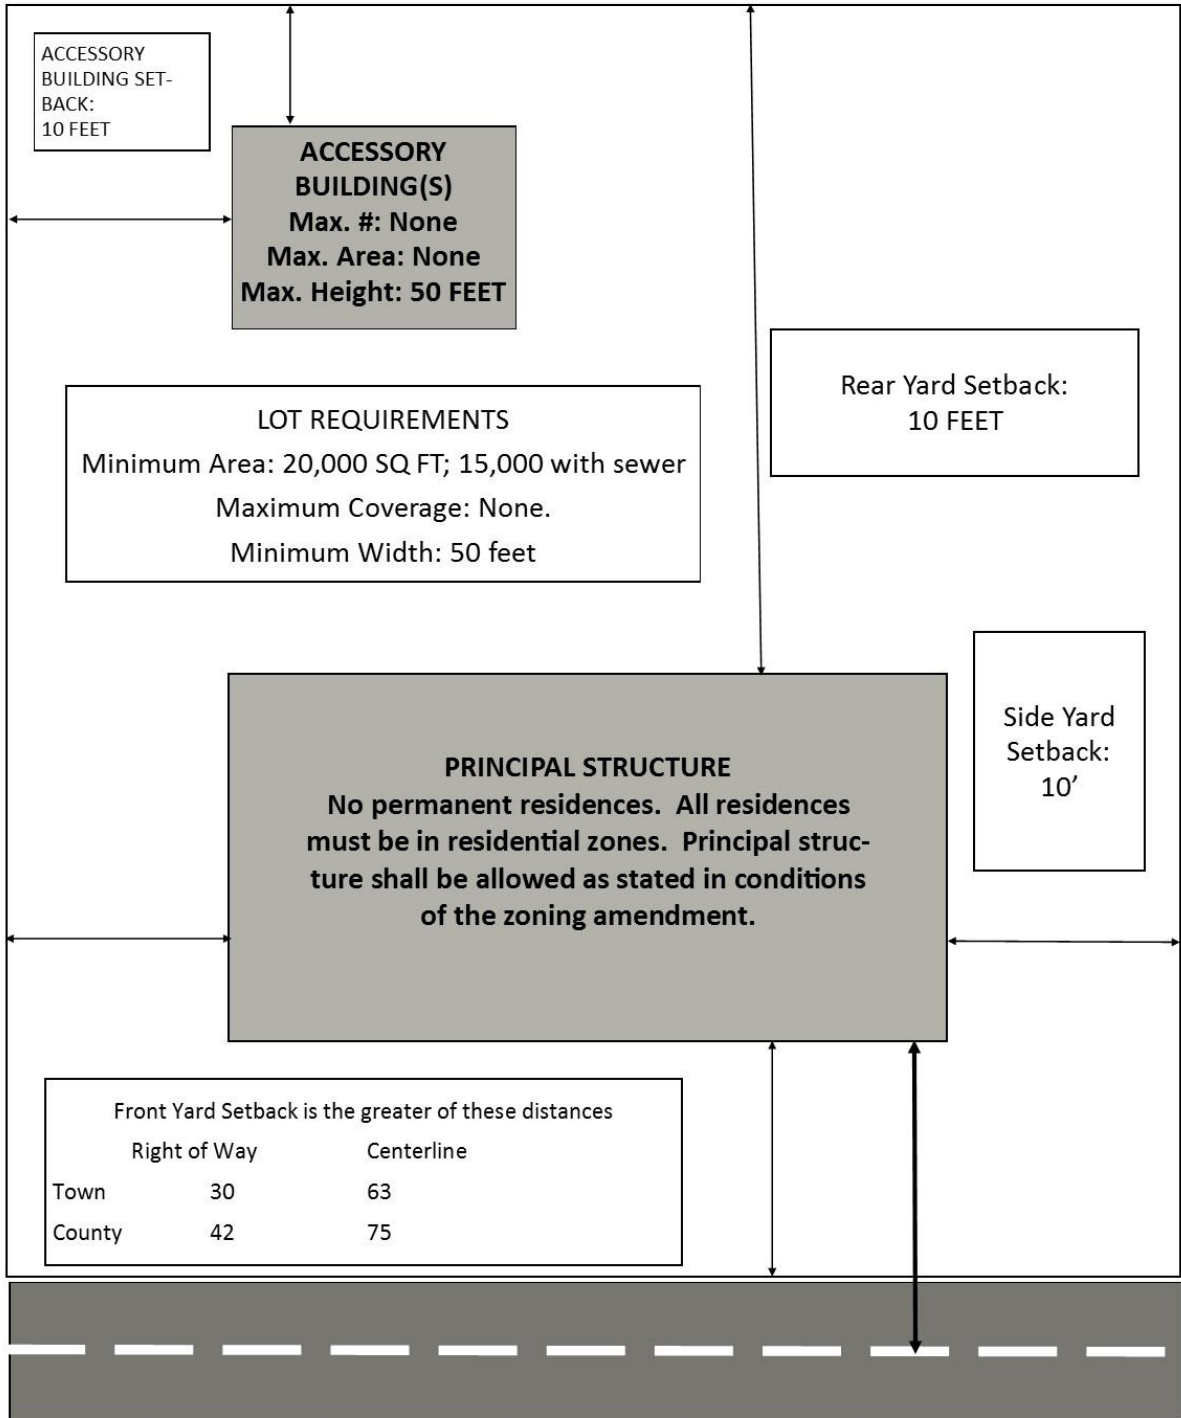 ACCESSORY
BUILDING SET-
BACK:
10 FEET
ACCESSORY
BUILDING(S)
Max. #: None
Max. Area: None
Max. Height: 50 FEET
Rear Yard Setback:
10 FEET
LOT REQUIREMENTS
Minimum Area: 20,000 SQ FT; 15,000 with sewer
Maximum Coverage: None.
Minimum Width: 50 feet
Side Yard
Setback:
10’
PRINCIPAL STRUCTURE
No permanent residences.  All residences
must be in residential zones.  Principal struc-
ture shall be allowed as stated in conditions
of the zoning amendment.
Front Yard Setback is the greater of these distances
Right of Way Centerline
Town 30 63
County 42 75